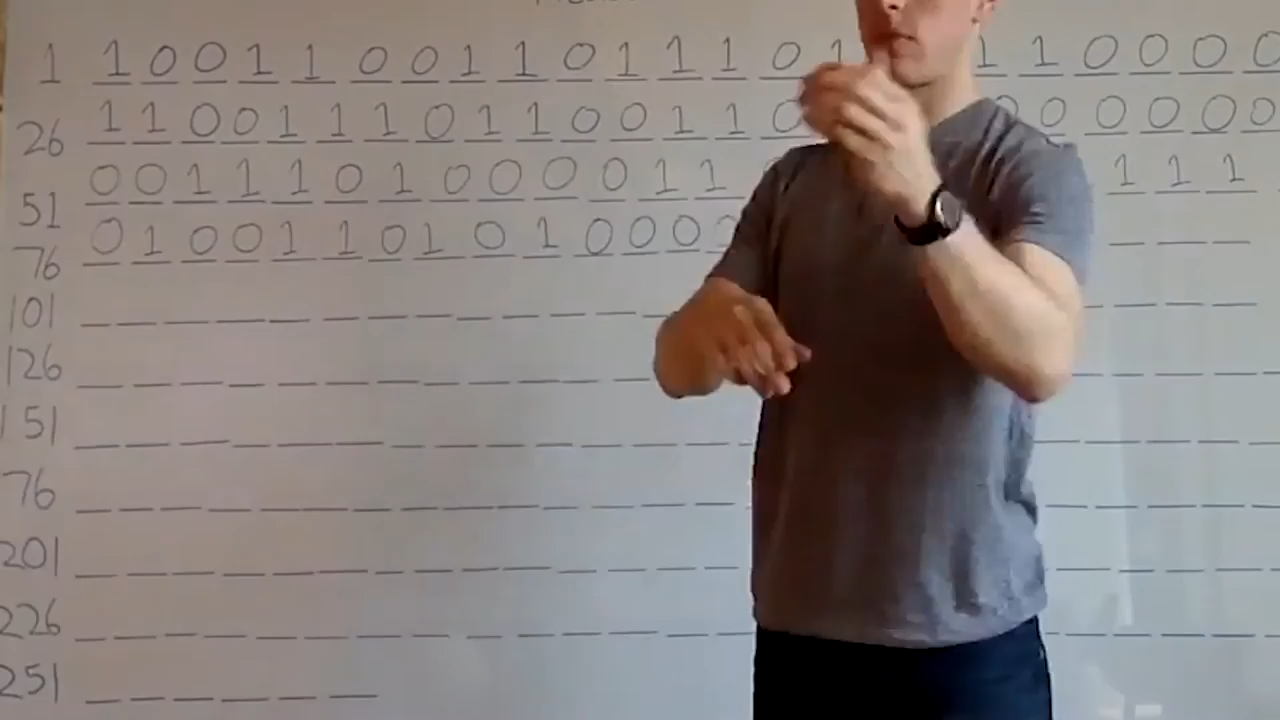 1 1 0 0 1 1 0 0 1 1 0 1 1 1 0 1 1 1 0 0 0 0
26 1 1 0 0 1 1 1 0 1 1 0 0 1 1 0 0 0 0 0 0 0
51 0 0 1 1 1 0 1 0 0 0 0 1 1 1 1 1
76 0 1 0 0 1 1 0 1 0 1 0 0 0
101
126
151
76
201
226
251